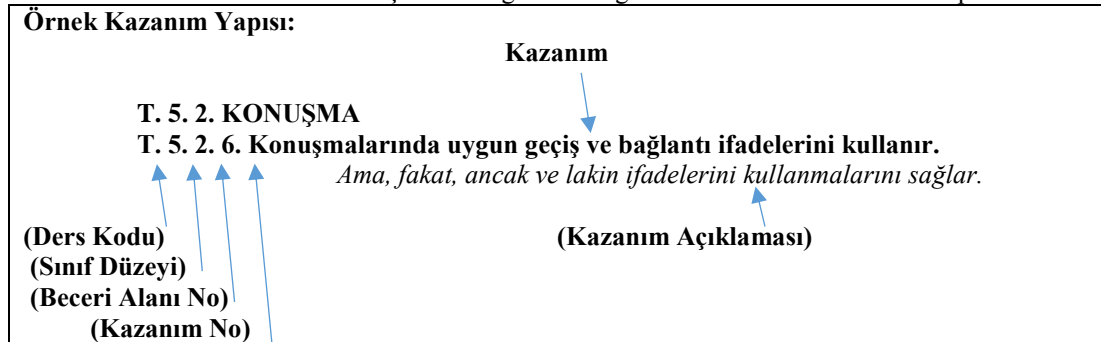 Örnek Kazanım Yapısı:
Kazanım
T. 5. 2. KONUŞMA
T. 5. 2. 6. Konuşmalarında uygun geçiş ve bağlantı ifadelerini kullanır.
Ama, fakat, ancak ve lakin ifadelerini kullanmalarını sağlar.
(Ders Kodu) (Kazanım Açıklaması)
(Sınıf Düzeyi)
(Beceri Alanı No)
(Kazanım No)